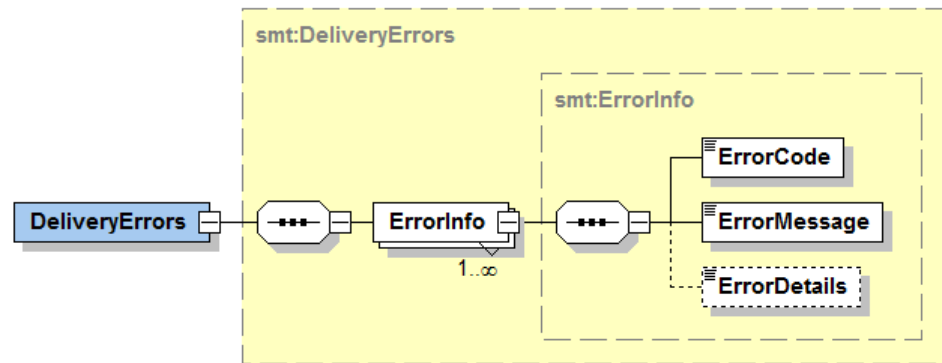 smt:DeliveryErrors
smt:ErrorInfo
ErrorCode
DeliveryErrors
ErrorInfo
ErrorMessage
1..∞
ErrorDetails